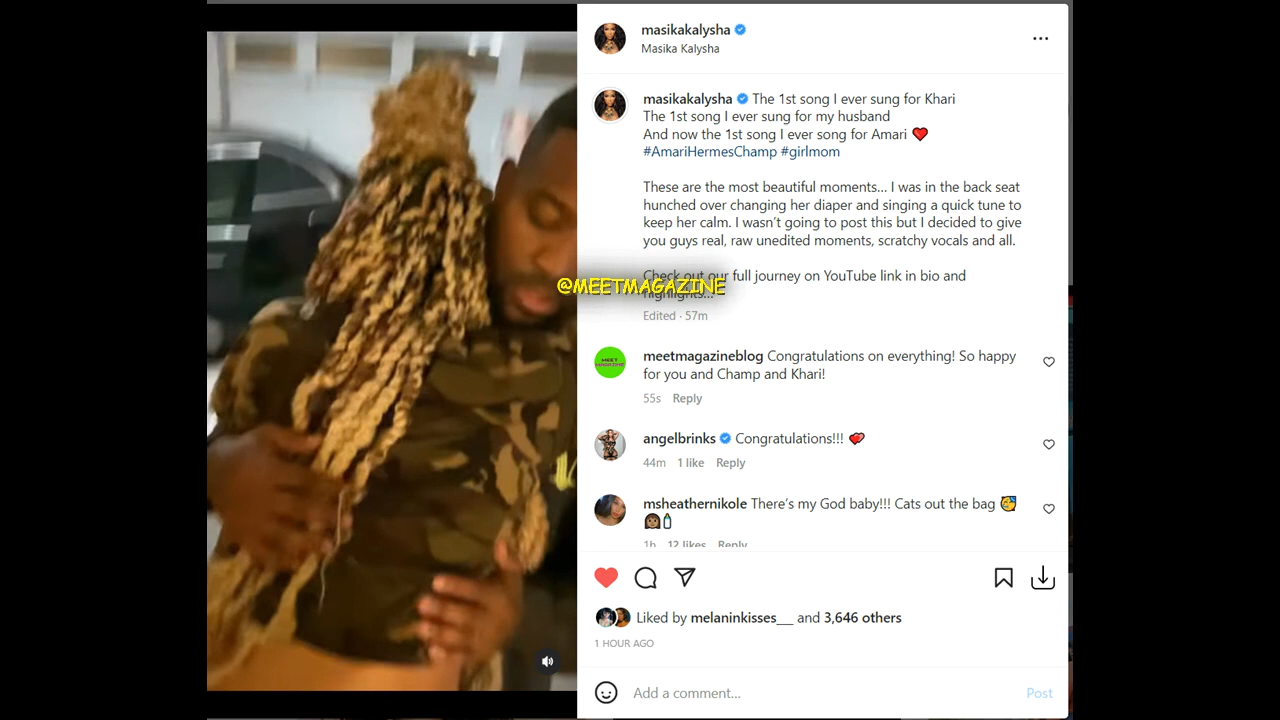 masikakalysha
Masika Kalysha
masikakalysha The 1st song I ever sung for Khari
The 1st song I ever sung for my husband
And now the 1st song I ever song for Amari ❤️
#AmariHermesChamp #girlmom
These are the most beautiful moments... I was in the back seat
hunched over changing her diaper and singing a quick tune to
keep her calm. I wasn't going to post this but I decided to give
you guys real, raw unedited moments, scratchy vocals and all.
Check out our full journey on YouTube link in bio and
@MEETMAGAZINE
highlights...
Edited · 57m
meetmagazineblog Congratulations on everything! So happy
for you and Champ and Khari!
55s Reply
angelbrinks Congratulations!!! 💕
44m 1 like Reply
msheathernikole There's my God baby!!! Cats out the bag 🥳
👩🏾🍼
1h 12 likes Reply
Liked by melaninkisses___ and 3,646 others
1 HOUR AGO
Add a comment...
Post